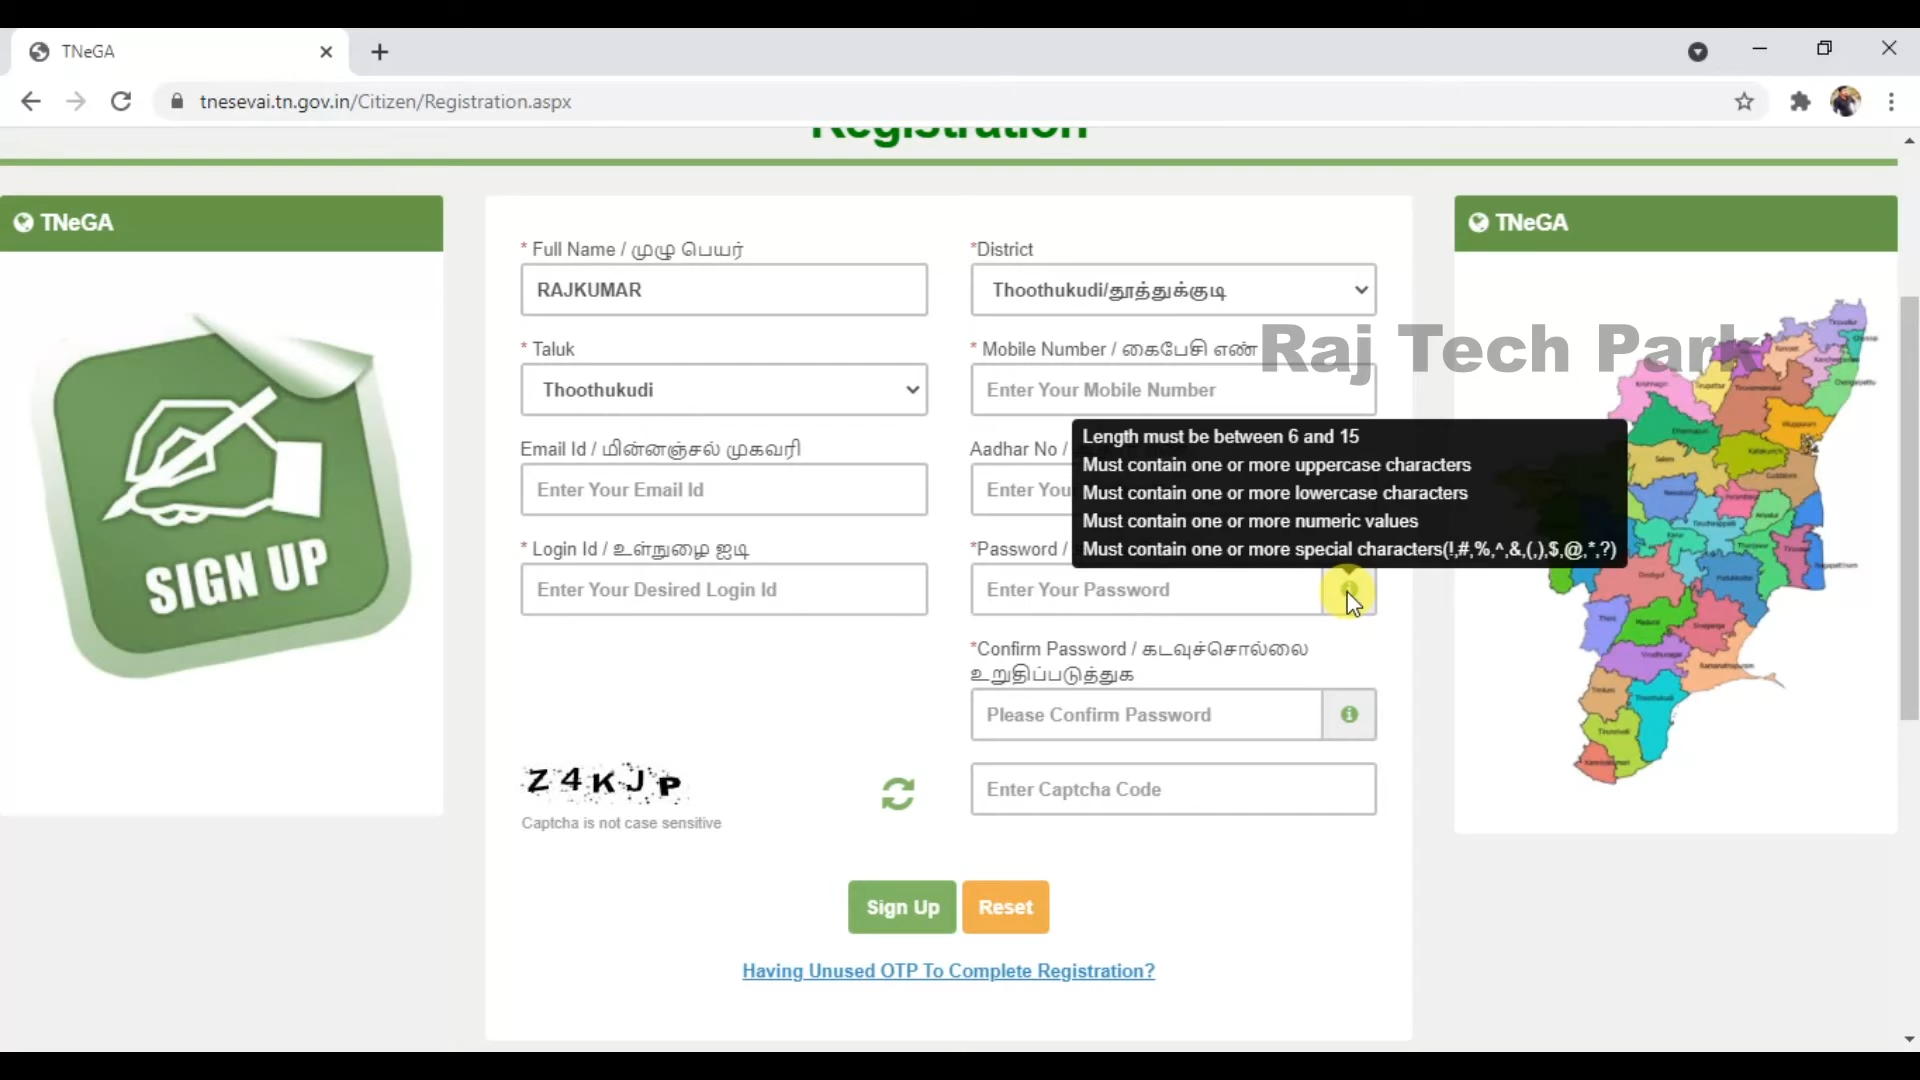 TNeGA
tnesevai.tn.gov.in/Citizen/Registration.aspx
Registration
TNeGA
SIGN UP
* Full Name / முழு பெயர்
RAJKUMAR
*District
Thoothukudi/தூத்துக்குடி
* Taluk
Thoothukudi
* Mobile Number / கைபேசி எண்
Enter Your Mobile Number
Email Id / மின்னஞ்சல் முகவரி
Enter Your Email Id
Aadhar No /
Enter You
Length must be between 6 and 15
Must contain one or more uppercase characters
Must contain one or more lowercase characters
Must contain one or more numeric values
Must contain one or more special characters(!,#,%,^,&,(,),$,@,*,?)
* Login Id / உள்நுழை ஐடி
Enter Your Desired Login Id
*Password /
Enter Your Password
*Confirm Password / கடவுச்சொல்லை
உறுதிப்படுத்துக
Please Confirm Password
Z4KJP
Captcha is not case sensitive
Enter Captcha Code
Sign Up
Reset
Having Unused OTP To Complete Registration?
TNeGA
Raj Tech Park